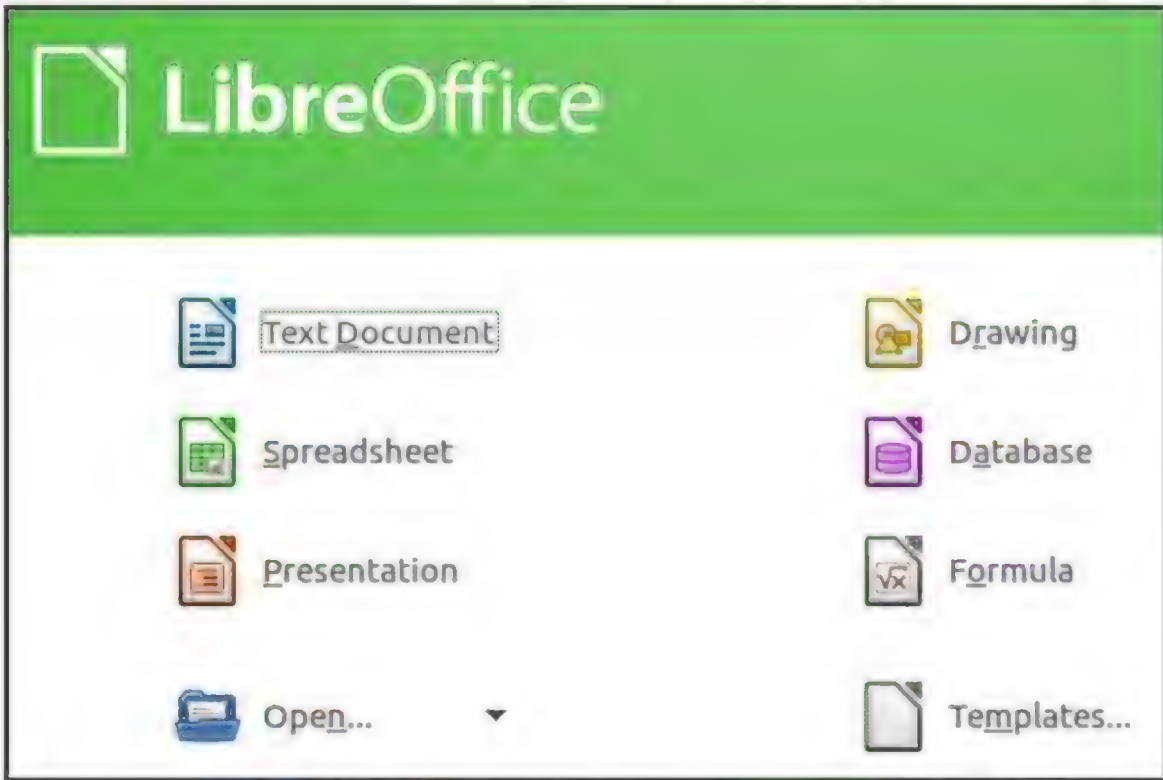 LibreOffice
Text Document
Drawing
Spreadsheet
Database
Presentation
√x
Formula
Open...
Templates...